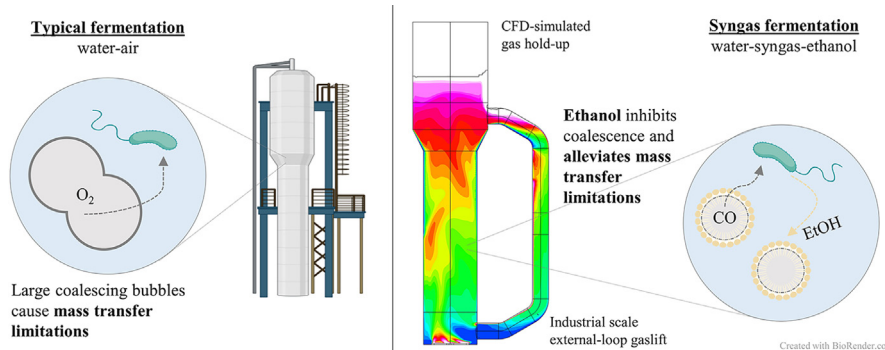 Typical fermentation
water-air
O2
Large coalescing bubbles
cause mass transfer
limitations
CFD-simulated
gas hold-up
Ethanol inhibits
coalescence and
alleviates mass
transfer
limitations
Industrial scale
external-loop gaslift
Syngas fermentation
water-syngas-ethanol
CO
EtOH
Created with BioRender.co